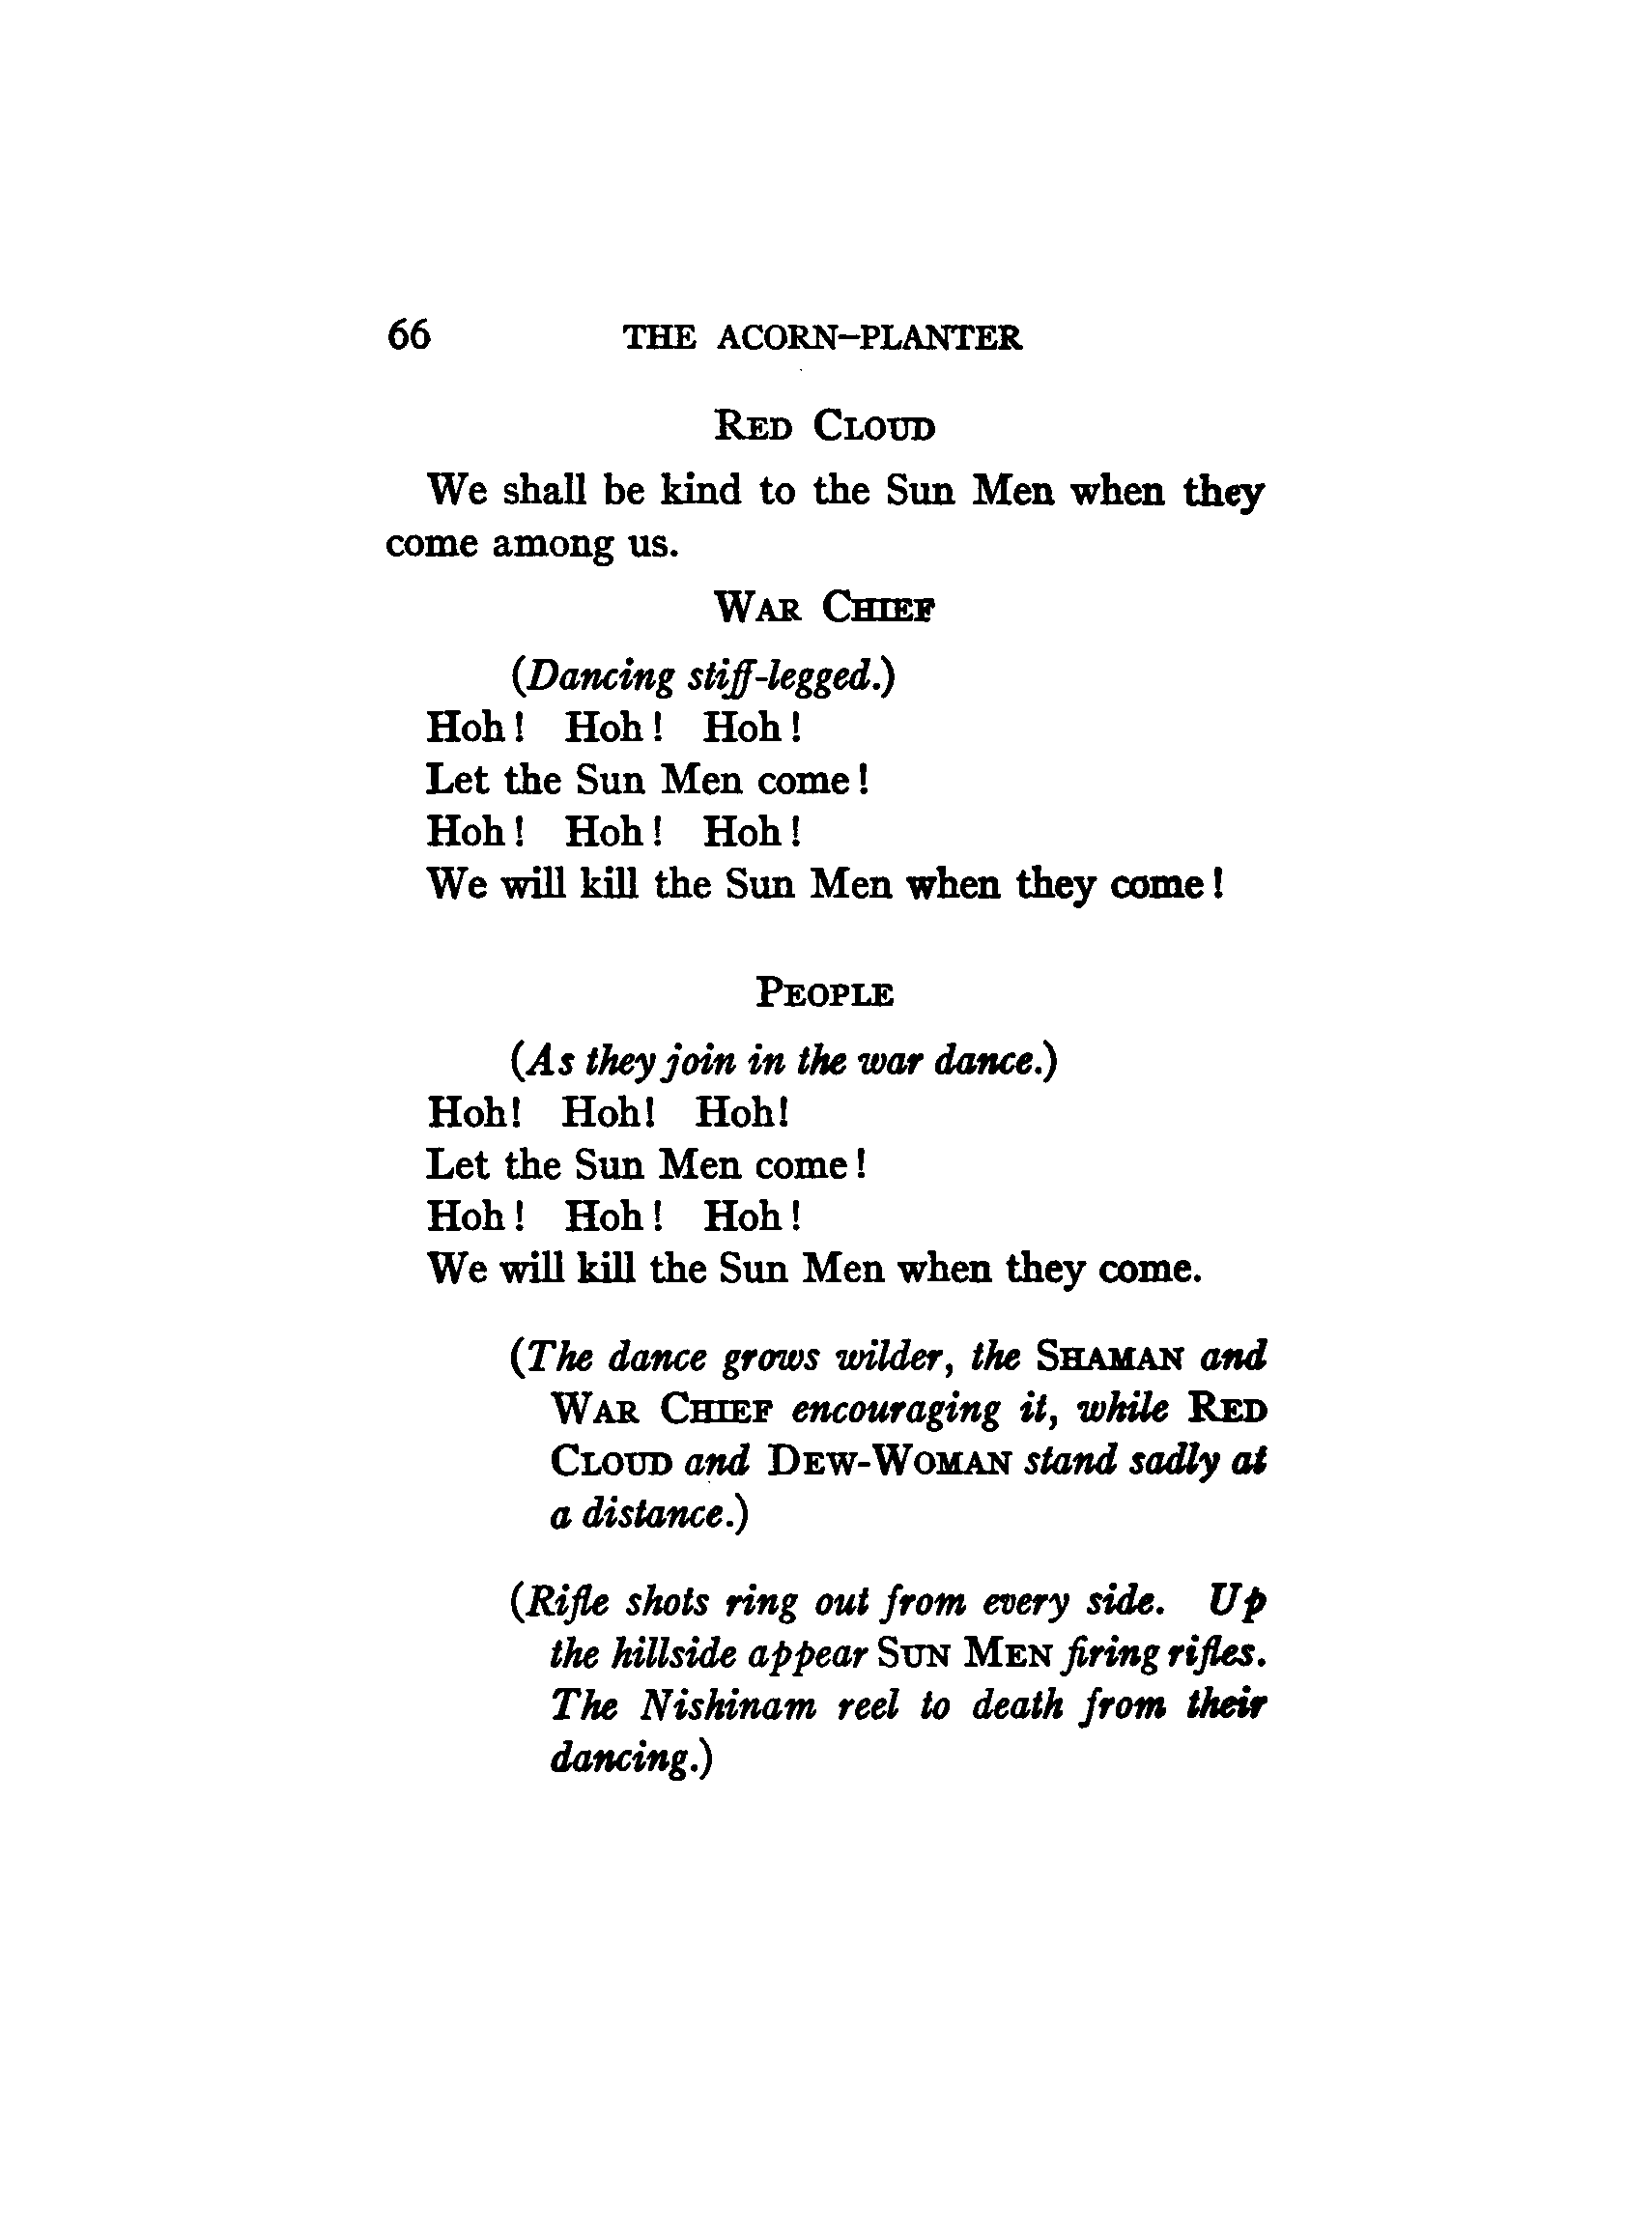 66 THE ACORN–PLANTER
RED CLOUD
We shall be kind to the Sun Men when they
come among us.
WAR CHIEF
(Dancing stiff-legged.)
Hoh! Hoh! Hoh!
Let the Sun Men come!
Hoh! Hoh! Hoh!
We will kill the Sun Men when they come!
PEOPLE
(As they join in the war dance.)
Hoh! Hoh! Hoh!
Let the Sun Men come!
Hoh! Hoh! Hoh!
We will kill the Sun Men when they come.
(The dance grows wilder, the SHAMAN and
WAR CHIEF encouraging it, while RED
CLOUD and DEW-WOMAN stand sadly at
a distance.)
(Rifle shots ring out from every side. Up
the hillside appear SUN MEN firing rifles.
The Nishinam reel to death from their
dancing.)